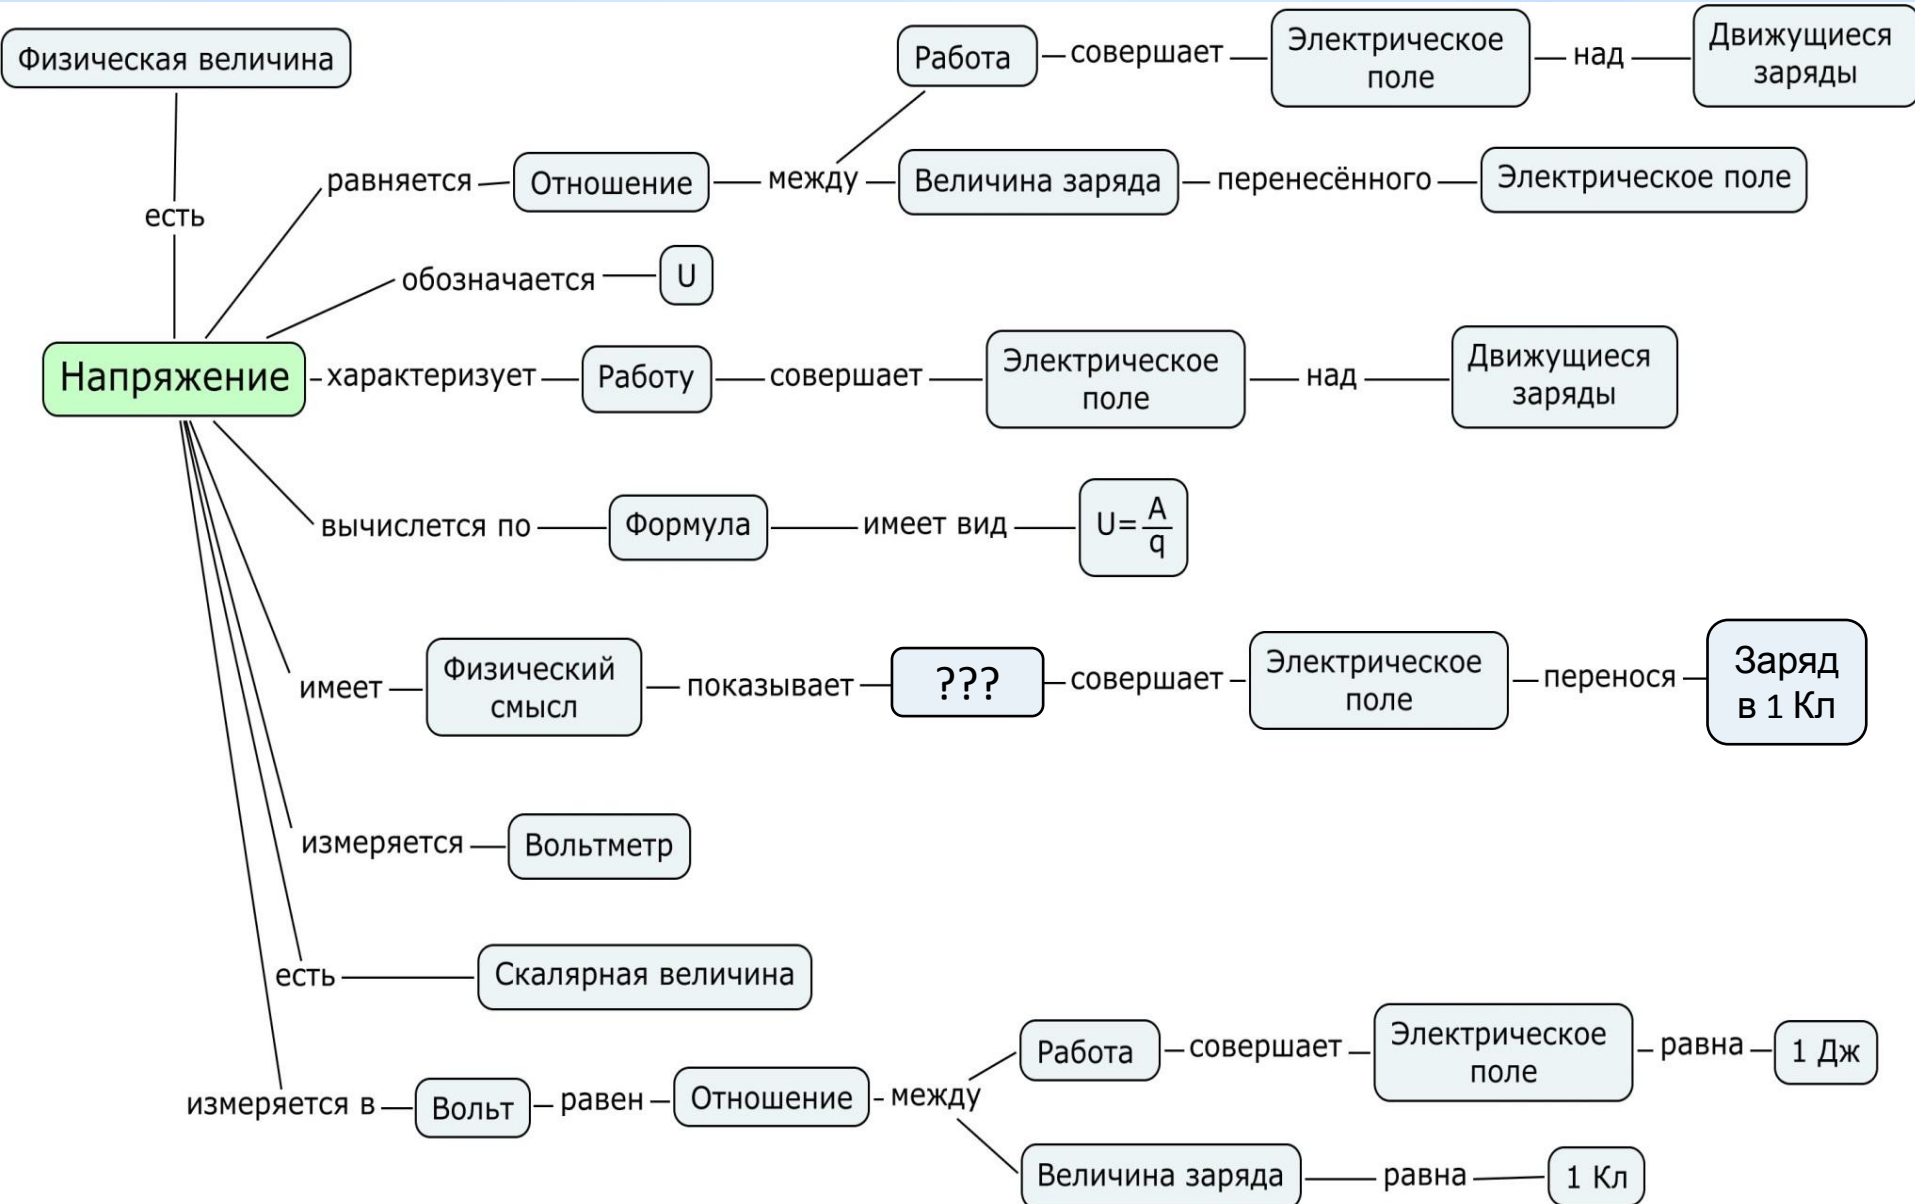 Физическая величина
есть
Работа
совершает
Электрическое
поле
над
Движущиеся
заряды
равняется
Отношение
между
Величина заряда
перенесённого
Электрическое поле
обозначается
U
Напряжение
характеризует
Работу
совершает
Электрическое
поле
над
Движущиеся
заряды
вычислется по
Формула
имеет вид
U=A/q
имеет
Физический
смысл
показывает
???
совершает
Электрическое
поле
перенося
Заряд
в 1 Кл
измеряется
Вольтметр
есть
Скалярная величина
измеряется в
Вольт
равен
Отношение
между
Работа
совершает
Электрическое
поле
равна
1 Дж
Величина заряда
равна
1 Кл